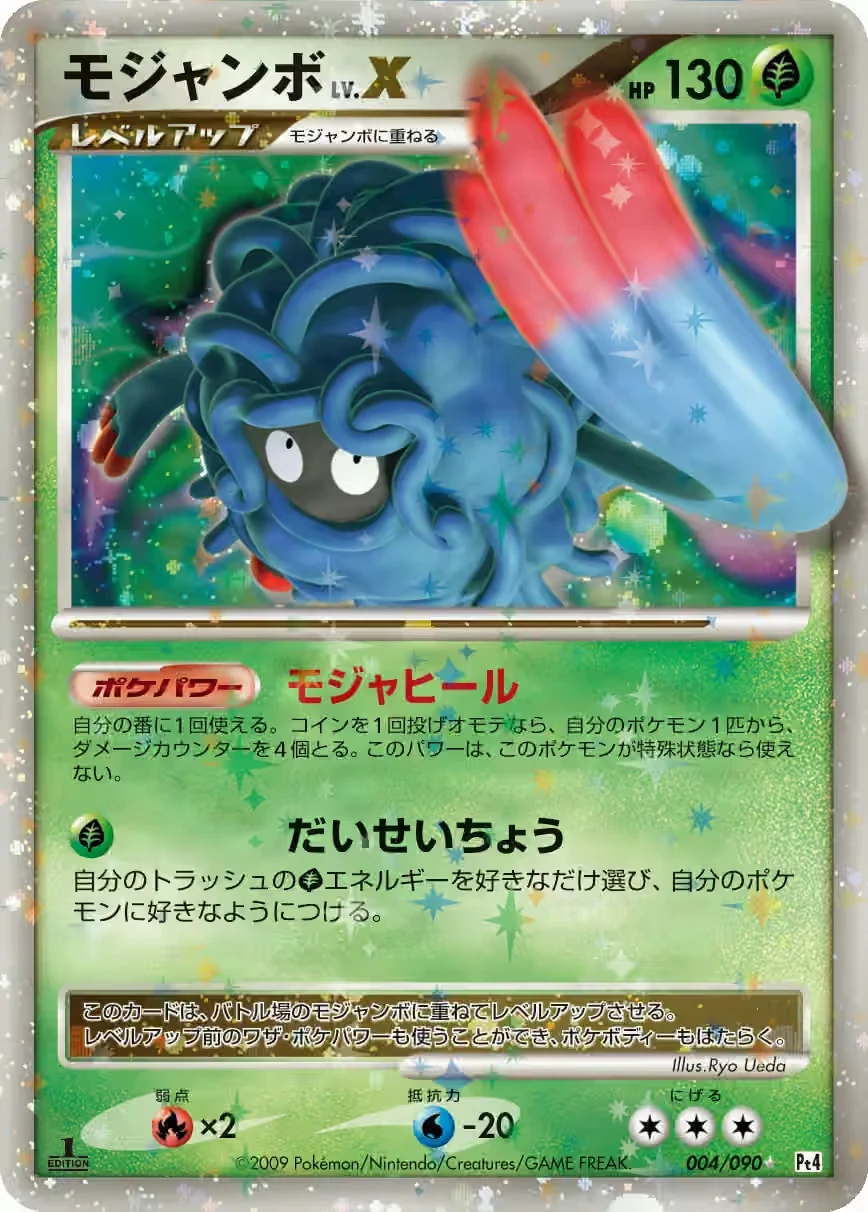 モジャンボ LV.X HP 130
レベルアップ モジャンボに重ねる
ポケパワー モジャヒール
自分の番に1回使える。コインを1回投げオモテなら、自分のポケモン1匹から、
ダメージカウンターを4個とる。このパワーは、このポケモンが特殊状態なら使え
ない。
だいせいちょう
自分のトラッシュのエネルギーを好きなだけ選び、自分のポケ
モンに好きなようにつける。
このカードは、バトル場のモジャンボに重ねてレベルアップさせる。
レベルアップ前のワザ・ポケパワーも使うことができ、ポケボディーもはたらく。
Illus.Ryo Ueda
弱点 抵抗力 にげる
×2 -20
1 EDITION ©2009 Pokémon/Nintendo/Creatures/GAME FREAK. 004/090 Pt4